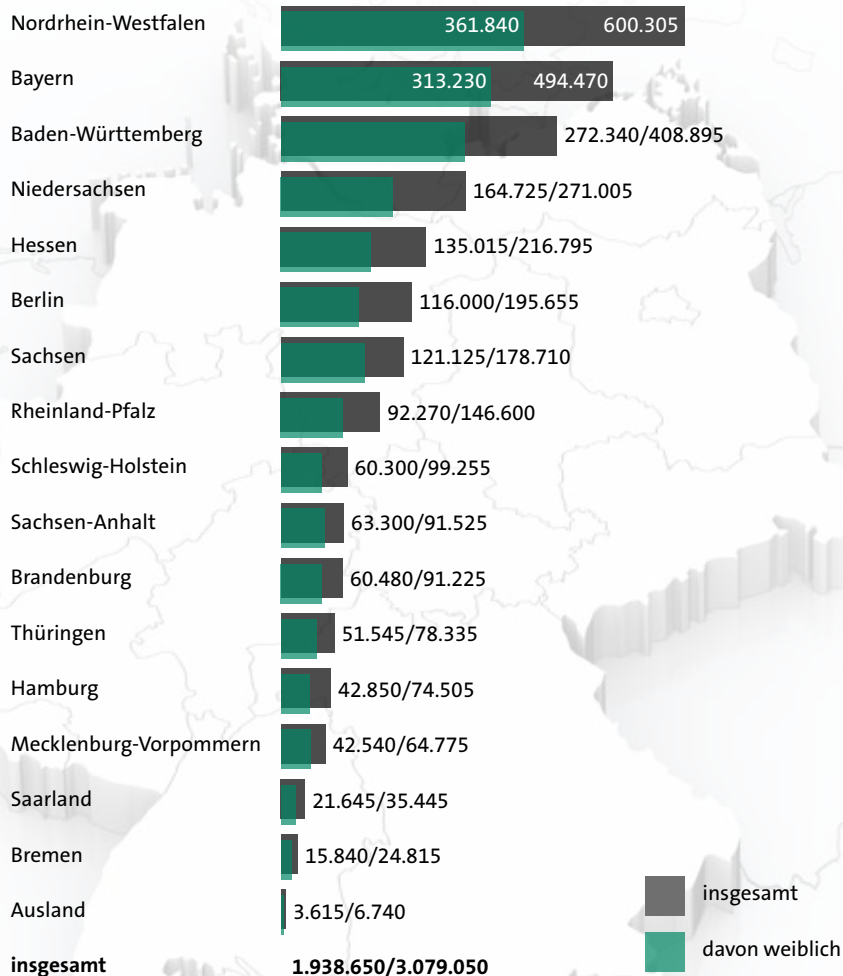 Nordrhein-Westfalen 361.840 600.305
Bayern 313.230 494.470
Baden-Württemberg 272.340/408.895
Niedersachsen 164.725/271.005
Hessen 135.015/216.795
Berlin 116.000/195.655
Sachsen 121.125/178.710
Rheinland-Pfalz 92.270/146.600
Schleswig-Holstein 60.300/99.255
Sachsen-Anhalt 63.300/91.525
Brandenburg 60.480/91.225
Thüringen 51.545/78.335
Hamburg 42.850/74.505
Mecklenburg-Vorpommern 42.540/64.775
Saarland 21.645/35.445
Bremen 15.840/24.815
Ausland 3.615/6.740
insgesamt 1.938.650/3.079.050
insgesamt
davon weiblich